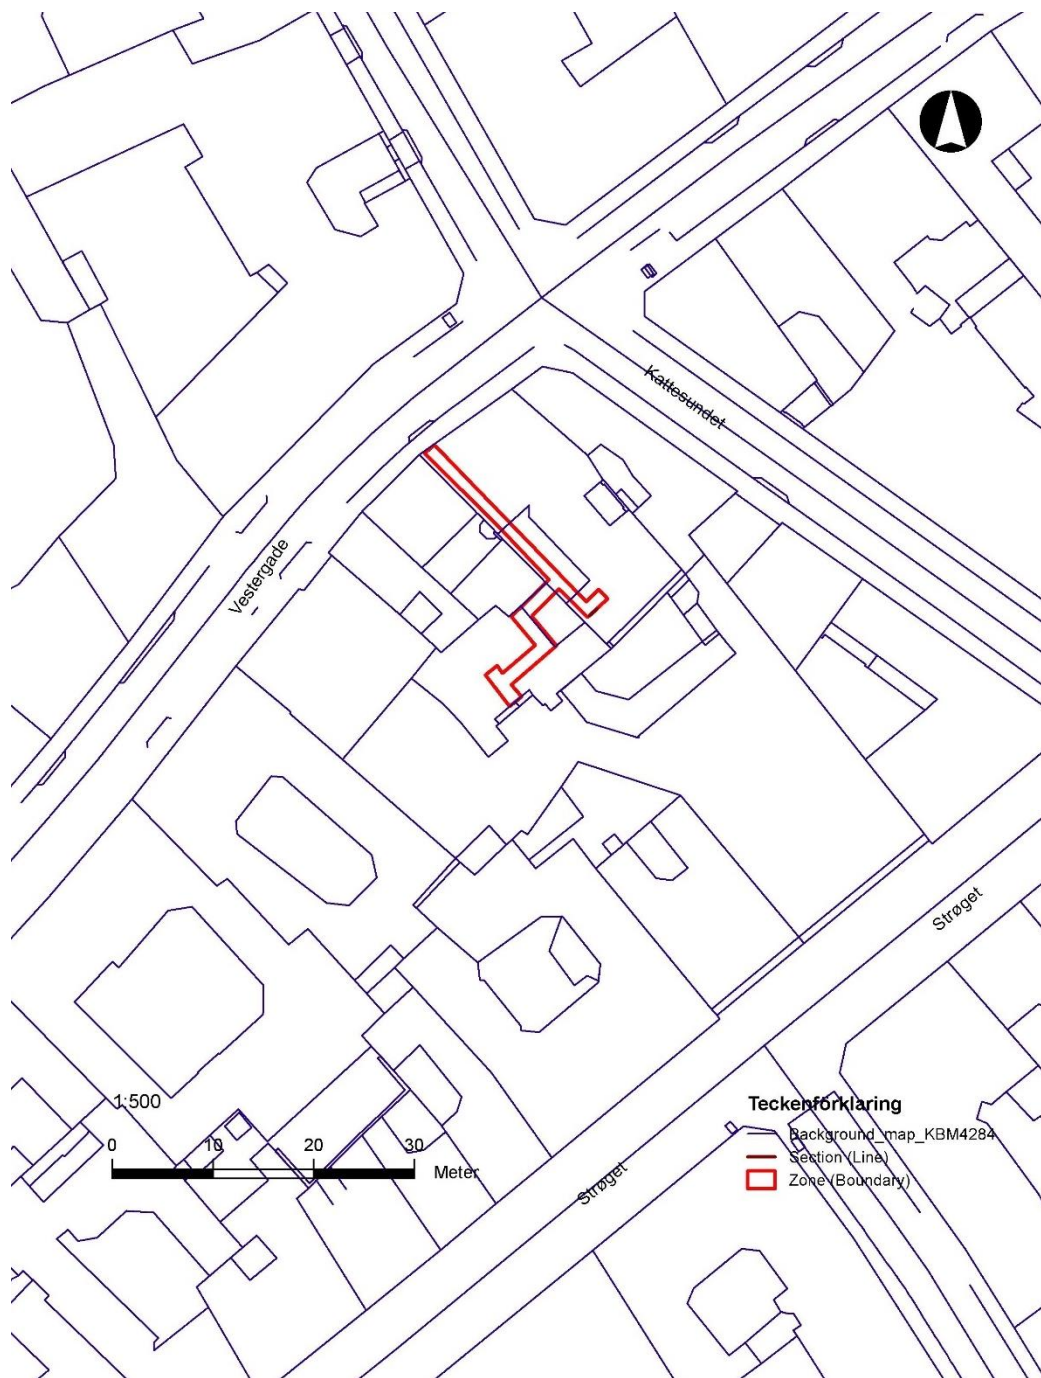 Kattesundet
Vestergade
Strøget
1:500
0 10 20 30
Meter
Teckenförklaring
Background_map_KBM4284
Section (Line)
Zone (Boundary)
Strøget